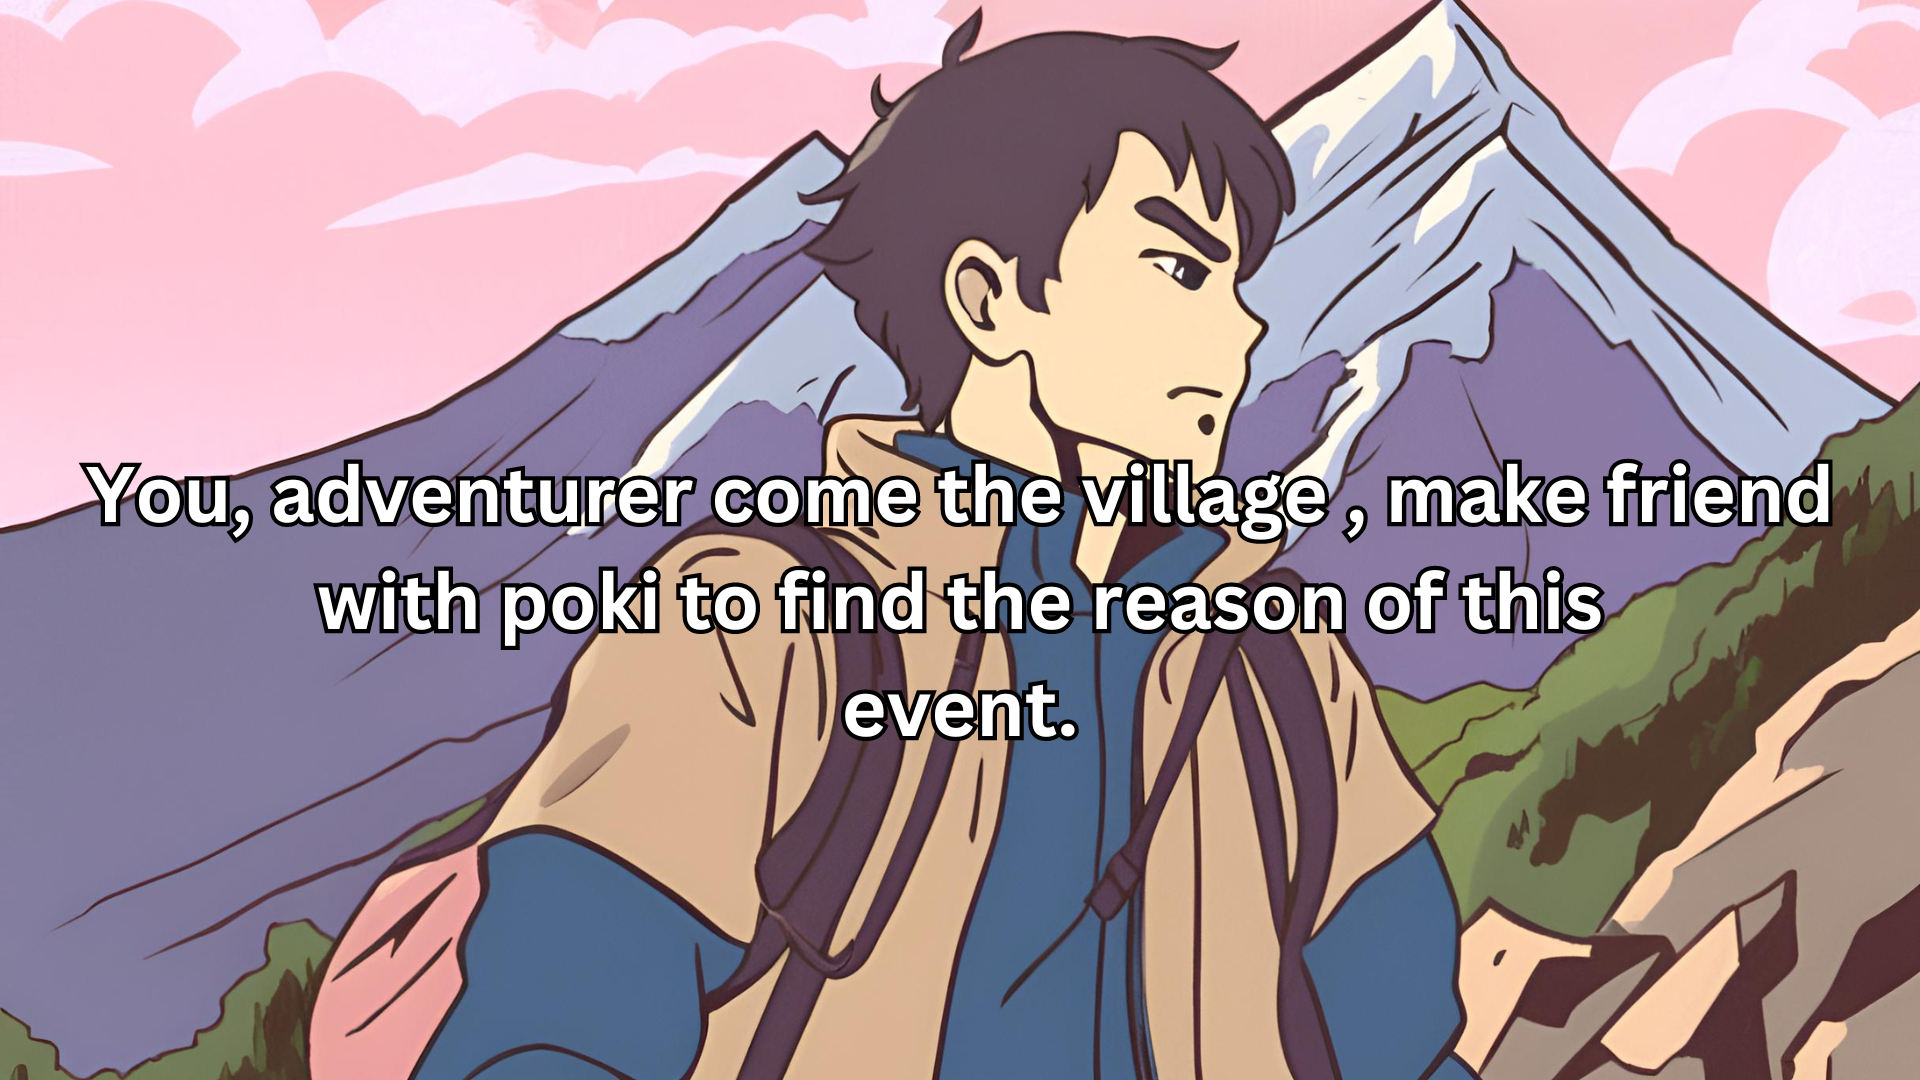 You, adventurer come the village , make friend
with poki to find the reason of this
event.